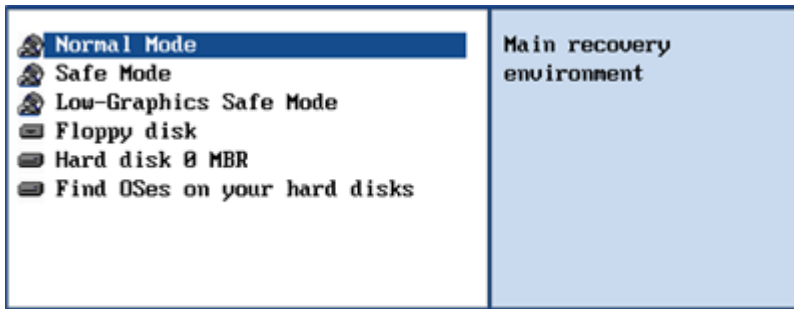 Normal Mode
Safe Mode
Low-Graphics Safe Mode
Floppy disk
Hard disk 0 MBR
Find OSes on your hard disks
Main recovery
environment